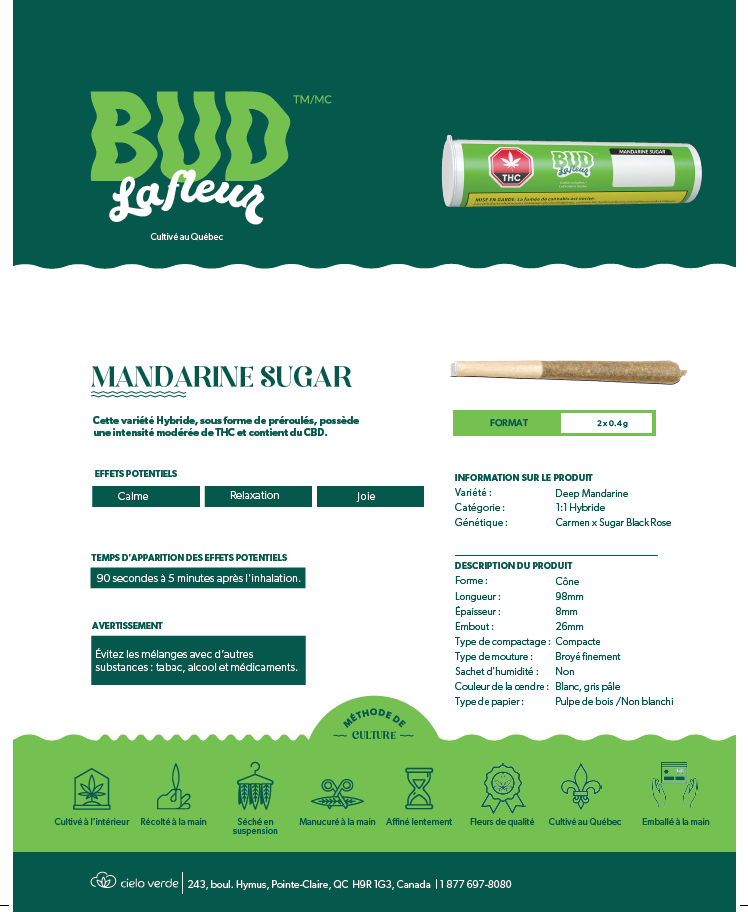 BUD
TM/MC
Lafleur
Cultivé au Québec
THC
BUD
Lafleur
MANDARINE SUGAR
MISE EN GARDE: La fumée de cannabis est nocive.
MANDARINE SUGAR
Cette variété Hybride, sous forme de préroulés, possède
une intensité modérée de THC et contient du CBD.
FORMAT 2 x 0.4 g
EFFETS POTENTIELS
Calme Relaxation Joie
TEMPS D'APPARITION DES EFFETS POTENTIELS
90 secondes à 5 minutes après l'inhalation.
AVERTISSEMENT
Évitez les mélanges avec d’autres
substances : tabac, alcool et médicaments.
INFORMATION SUR LE PRODUIT
Variété : Deep Mandarine
Catégorie : 1:1 Hybride
Génétique : Carmen x Sugar Black Rose
DESCRIPTION DU PRODUIT
Forme : Cône
Longueur : 98mm
Épaisseur : 8mm
Embout : 26mm
Type de compactage : Compacte
Type de mouture : Broyé finement
Sachet d'humidité : Non
Couleur de la cendre : Blanc, gris pâle
Type de papier : Pulpe de bois /Non blanchi
MÉTHODE DE
CULTURE
Cultivé à l'intérieur
Récolté à la main
Séché en
suspension
Manucuré à la main
Affiné lentement
Fleurs de qualité
Cultivé au Québec
Emballé à la main
cielo verde | 243, boul. Hymus, Pointe-Claire, QC H9R 1G3, Canada | 1 877 697-8080